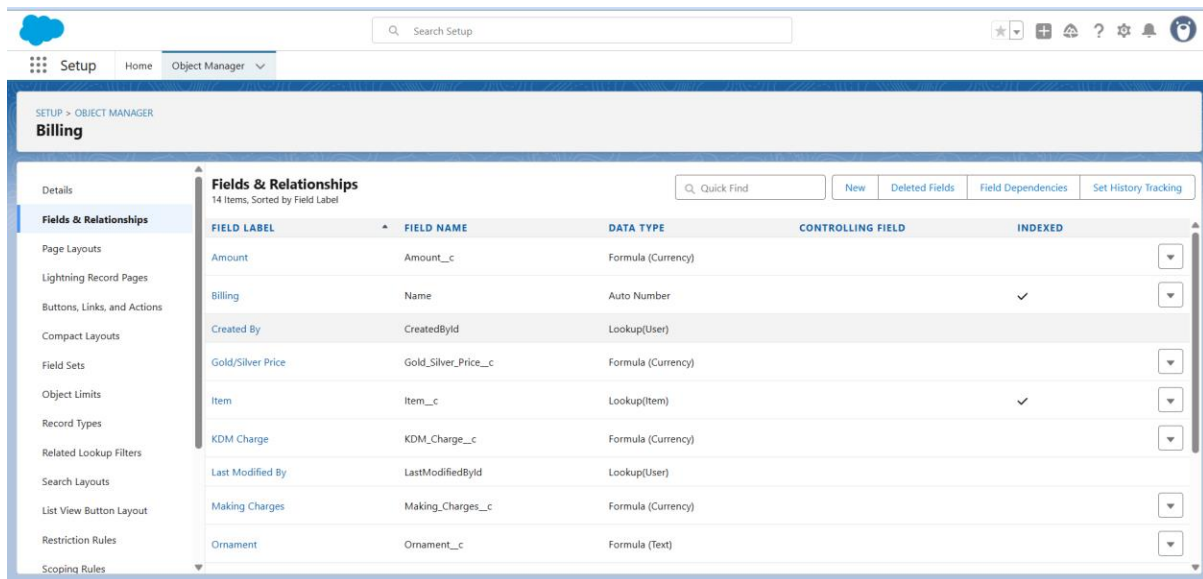 Search Setup
Setup Home Object Manager
SETUP > OBJECT MANAGER
Billing
Details
Fields & Relationships
Page Layouts
Lightning Record Pages
Buttons, Links, and Actions
Compact Layouts
Field Sets
Object Limits
Record Types
Related Lookup Filters
Search Layouts
List View Button Layout
Restriction Rules
Scoping Rules
Fields & Relationships
14 Items, Sorted by Field Label
Quick Find New Deleted Fields Field Dependencies Set History Tracking
FIELD LABEL FIELD NAME DATA TYPE CONTROLLING FIELD INDEXED
Amount Amount__c Formula (Currency)
Billing Name Auto Number
Created By CreatedById Lookup(User)
Gold/Silver Price Gold_Silver_Price__c Formula (Currency)
Item Item__c Lookup(Item)
KDM Charge KDM_Charge__c Formula (Currency)
Last Modified By LastModifiedById Lookup(User)
Making Charges Making_Charges__c Formula (Currency)
Ornament Ornament__c Formula (Text)